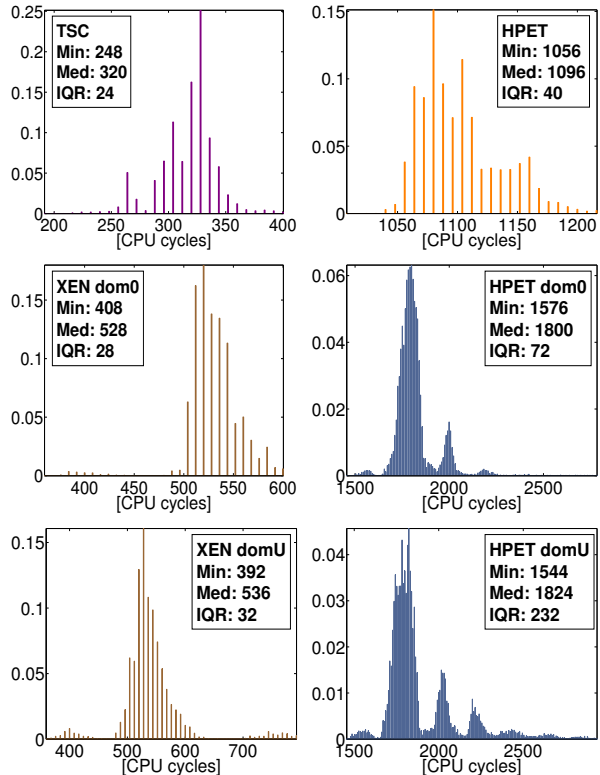 TSC
Min: 248
Med: 320
IQR: 24
0.25
0.2
0.15
0.1
0.05
0
200
300
400
[CPU cycles]
HPET
Min: 1056
Med: 1096
IQR: 40
0.15
0.1
0.05
0
1050
1100
1150
1200
[CPU cycles]
XEN dom0
Min: 408
Med: 528
IQR: 28
0.15
0.1
0.05
0
400
450
500
550
600
[CPU cycles]
HPET dom0
Min: 1576
Med: 1800
IQR: 72
0.06
0.04
0.02
0
1500
2000
2500
[CPU cycles]
XEN domU
Min: 392
Med: 536
IQR: 32
0.15
0.1
0.05
0
400
500
600
700
[CPU cycles]
HPET domU
Min: 1544
Med: 1824
IQR: 232
0.04
0.03
0.02
0.01
0
1500
2000
2500
[CPU cycles]